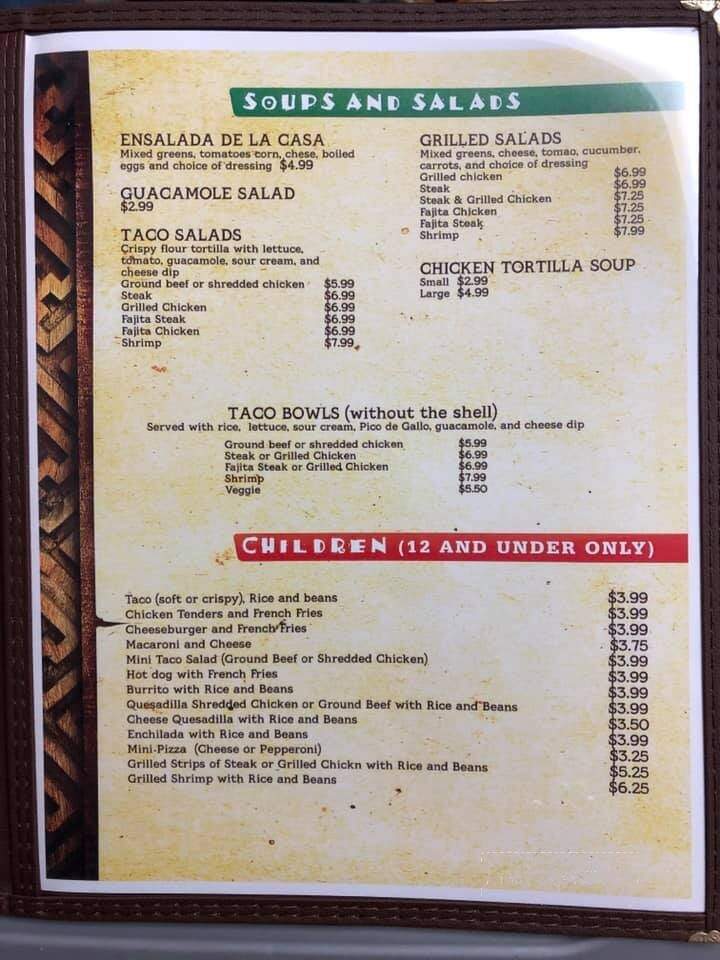 SOUPS AND SALADS
ENSALADA DE LA CASA
Mixed greens, tomatoes corn, chese, boiled
eggs and choice of dressing $4.99
GUACAMOLE SALAD
$2.99
TACO SALADS
Crispy flour tortilla with lettuce,
tomato, guacamole, sour cream, and
cheese dip
Ground beef or shredded chicken $5.99
Steak $6.99
Grilled Chicken $6.99
Fajita Steak $6.99
Fajita Chicken $6.99
Shrimp $7.99
GRILLED SALADS
Mixed greens, cheese, tomao, cucumber,
carrots, and choice of dressing
Grilled chicken $6.99
Steak $6.99
Steak & Grilled Chicken $7.25
Fajita Chicken $7.25
Fajita Steak $7.25
Shrimp $7.99
CHICKEN TORTILLA SOUP
Small $2.99
Large $4.99
TACO BOWLS (without the shell)
Served with rice, lettuce, sour cream, Pico de Gallo, guacamole, and cheese dip
Ground beef or shredded chicken $5.99
Steak or Grilled Chicken $6.99
Fajita Steak or Grilled Chicken $6.99
Shrimp $7.99
Veggie $5.50
CHILDREN (12 AND UNDER ONLY)
Taco (soft or crispy), Rice and beans $3.99
Chicken Tenders and French Fries $3.99
Cheeseburger and French Fries $3.99
Macaroni and Cheese $3.75
Mini Taco Salad (Ground Beef or Shredded Chicken) $3.99
Hot dog with French Fries $3.99
Burrito with Rice and Beans $3.99
Quesadilla Shredded Chicken or Ground Beef with Rice and Beans $3.99
Cheese Quesadilla with Rice and Beans $3.50
Enchilada with Rice and Beans $3.99
Mini-Pizza (Cheese or Pepperoni) $3.25
Grilled Strips of Steak or Grilled Chickn with Rice and Beans $5.25
Grilled Shrimp with Rice and Beans $6.25